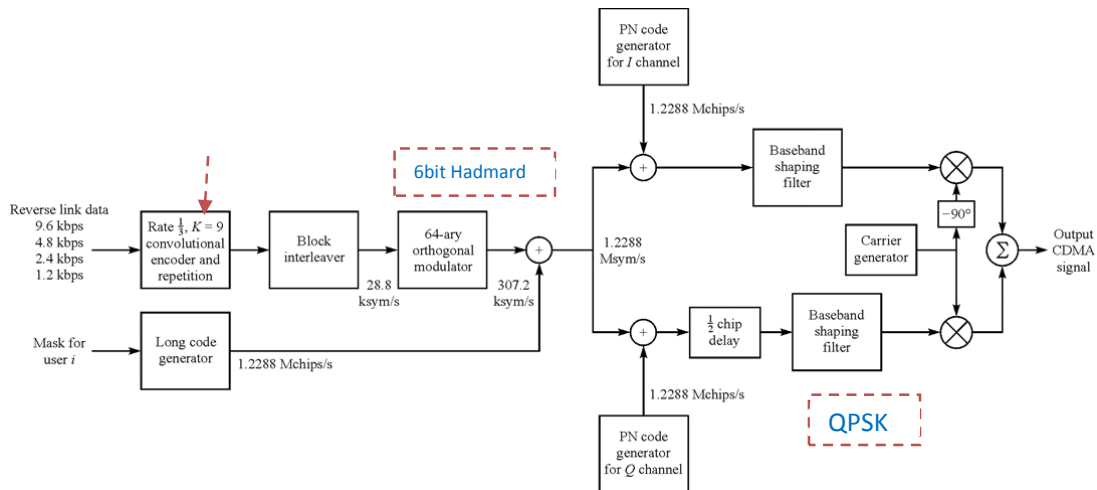 PN code
generator
for I channel
1.2288 Mchips/s
6bit Hadmard
Baseband
shaping
filter
Reverse link data
9.6 kbps
4.8 kbps
2.4 kbps
1.2 kbps
Rate 1/3, K = 9
convolutional
encoder and
repetition
Block
interleaver
64-ary
orthogonal
modulator
+
+
28.8
ksym/s
307.2
ksym/s
1.2288
Msym/s
−90°
Carrier
generator
Σ
Output
CDMA
signal
Mask for
user i
Long code
generator
1.2288 Mchips/s
+
1/2 chip
delay
Baseband
shaping
filter
1.2288 Mchips/s
PN code
generator
for Q channel
QPSK